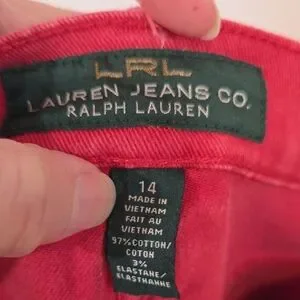 LRL
LAUREN JEANS CO.
RALPH LAUREN
14
MADE IN
VIETNAM
FAIT AU
VIETNAM
97% COTTON/
COTON
3%
ELASTANE/
ELASTHANNE